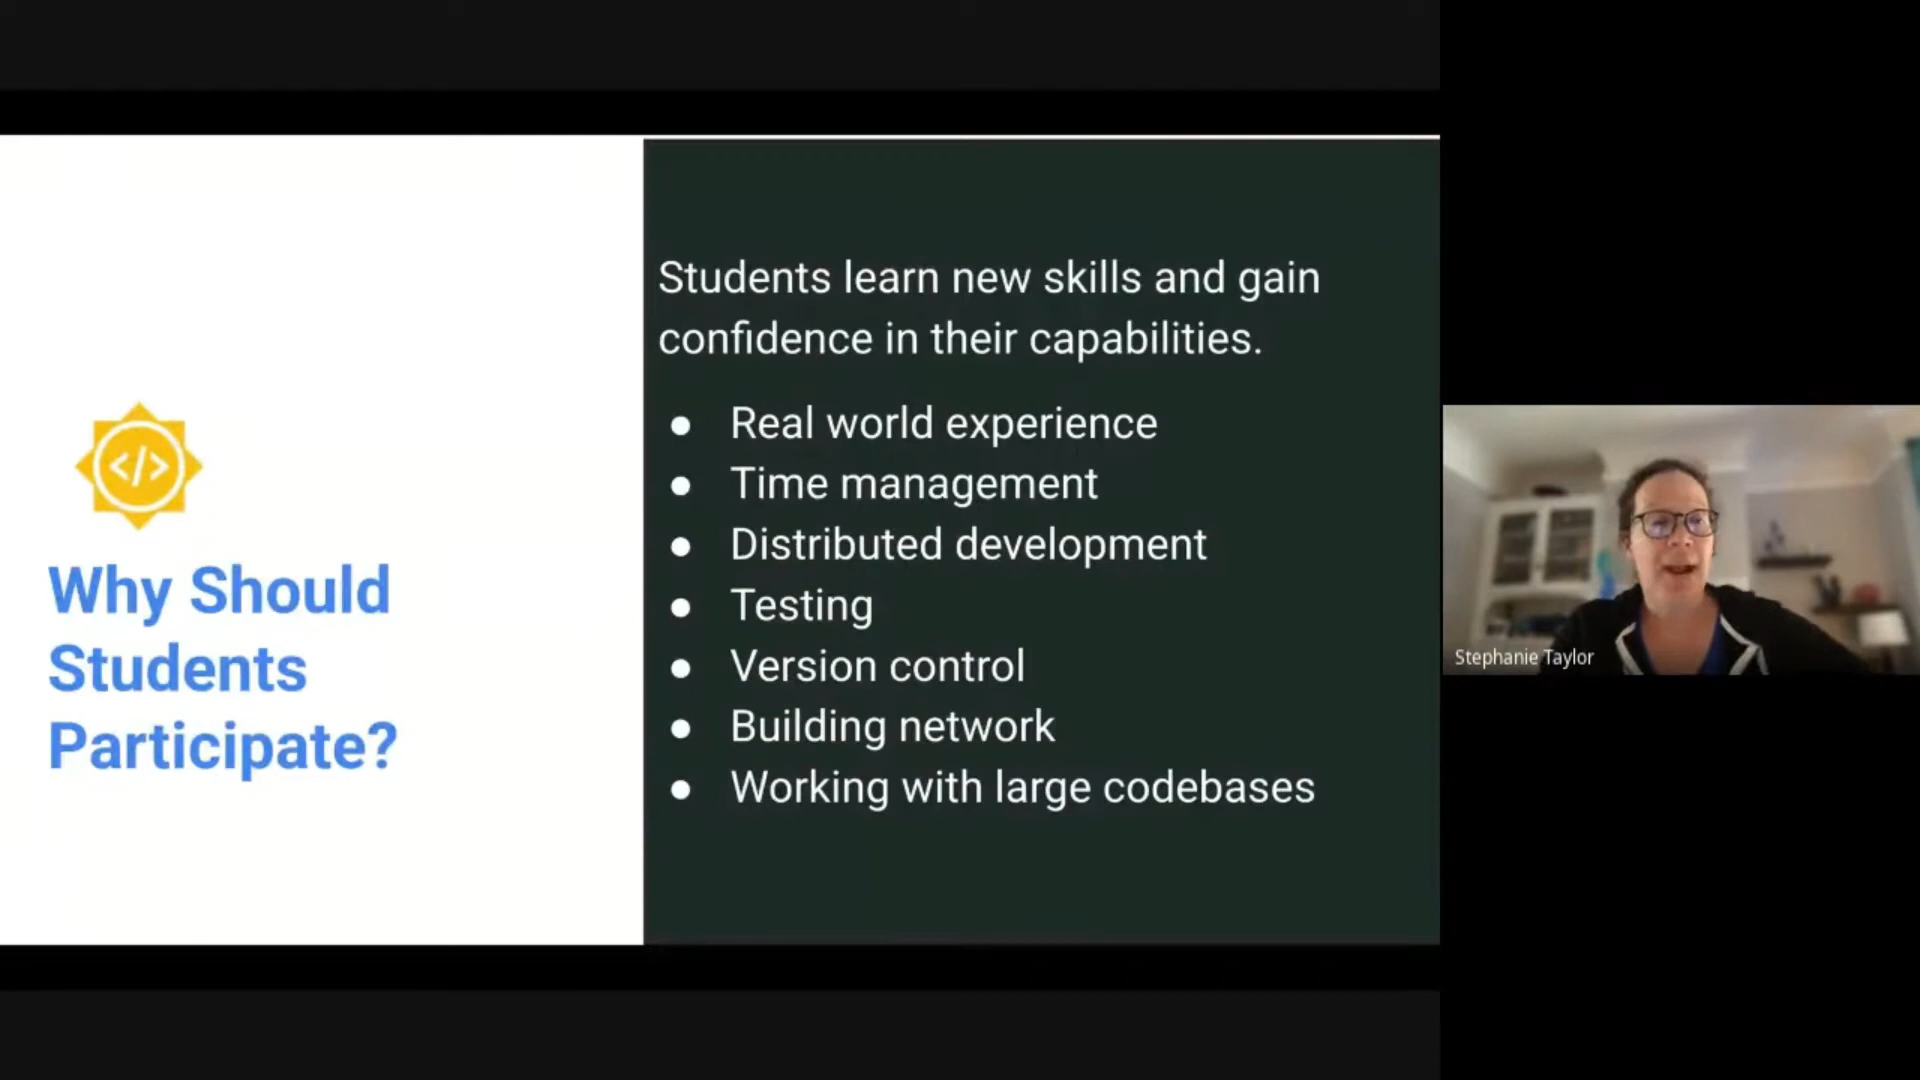 </>
Why Should
Students
Participate?
Students learn new skills and gain
confidence in their capabilities.
● Real world experience
● Time management
● Distributed development
● Testing
● Version control
● Building network
● Working with large codebases
Stephanie Taylor